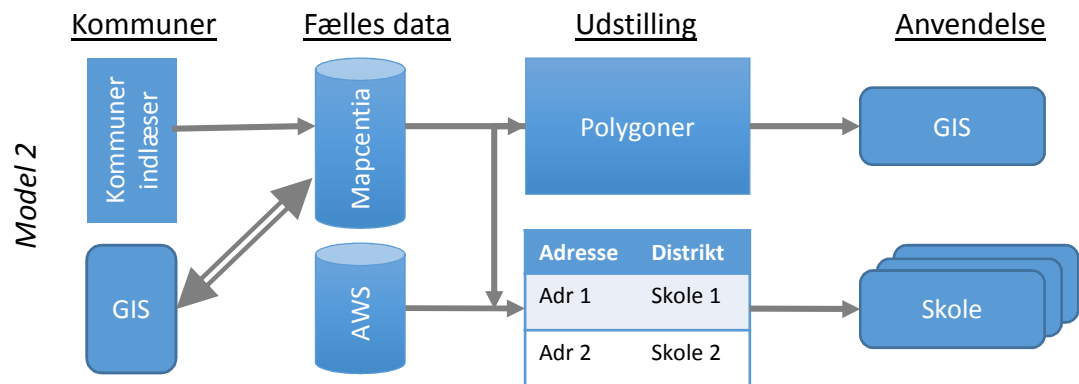 Kommuner
Fælles data
Udstilling
Anvendelse
Model 2
Kommuner
indlæser
Mapcentia
Polygoner
GIS
GIS
AWS
Adresse Distrikt
Adr 1 Skole 1
Adr 2 Skole 2
Skole